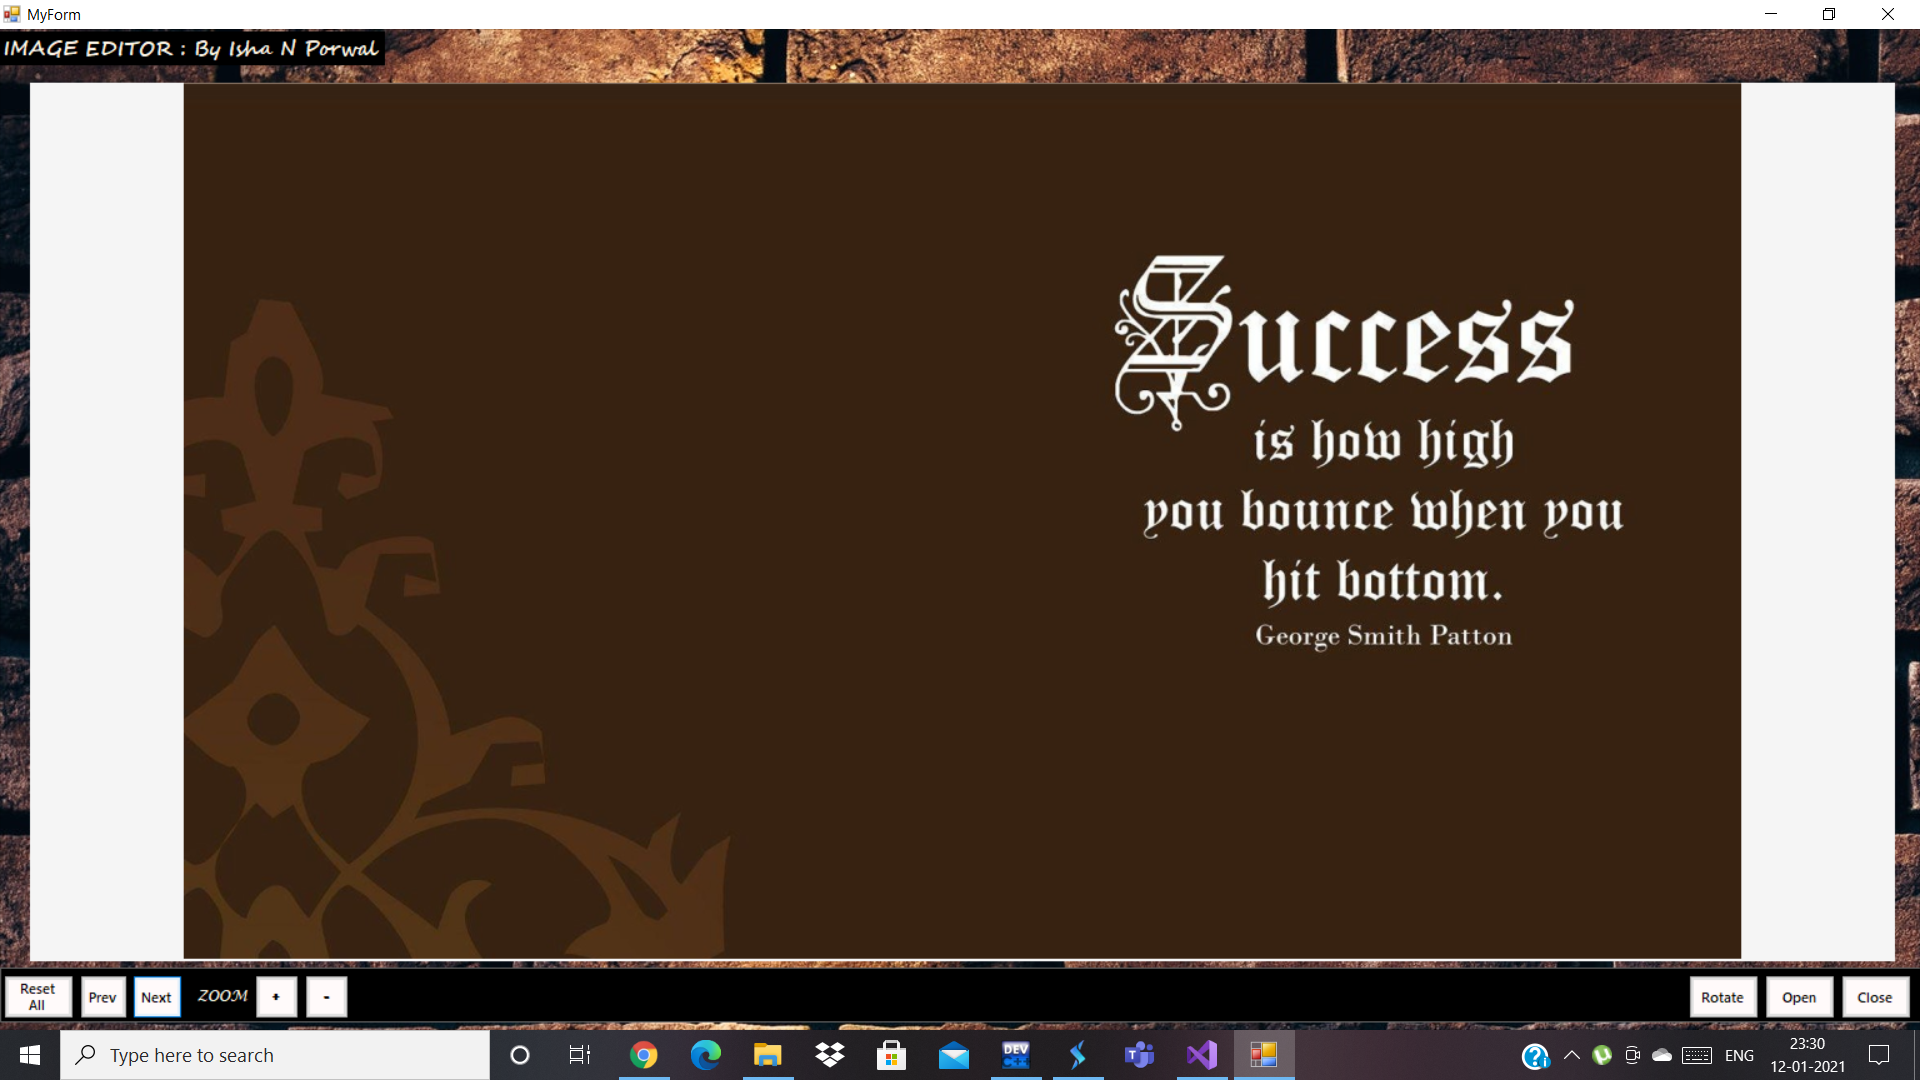 MyForm
IMAGE EDITOR : By Isha N Porwal
Success
is how high
you bounce when you
hit bottom.
George Smith Patton
Reset All
Prev
Next
ZOOM
+
-
Rotate
Open
Close
Type here to search
DEV
C++
ENG
23:30
12-01-2021